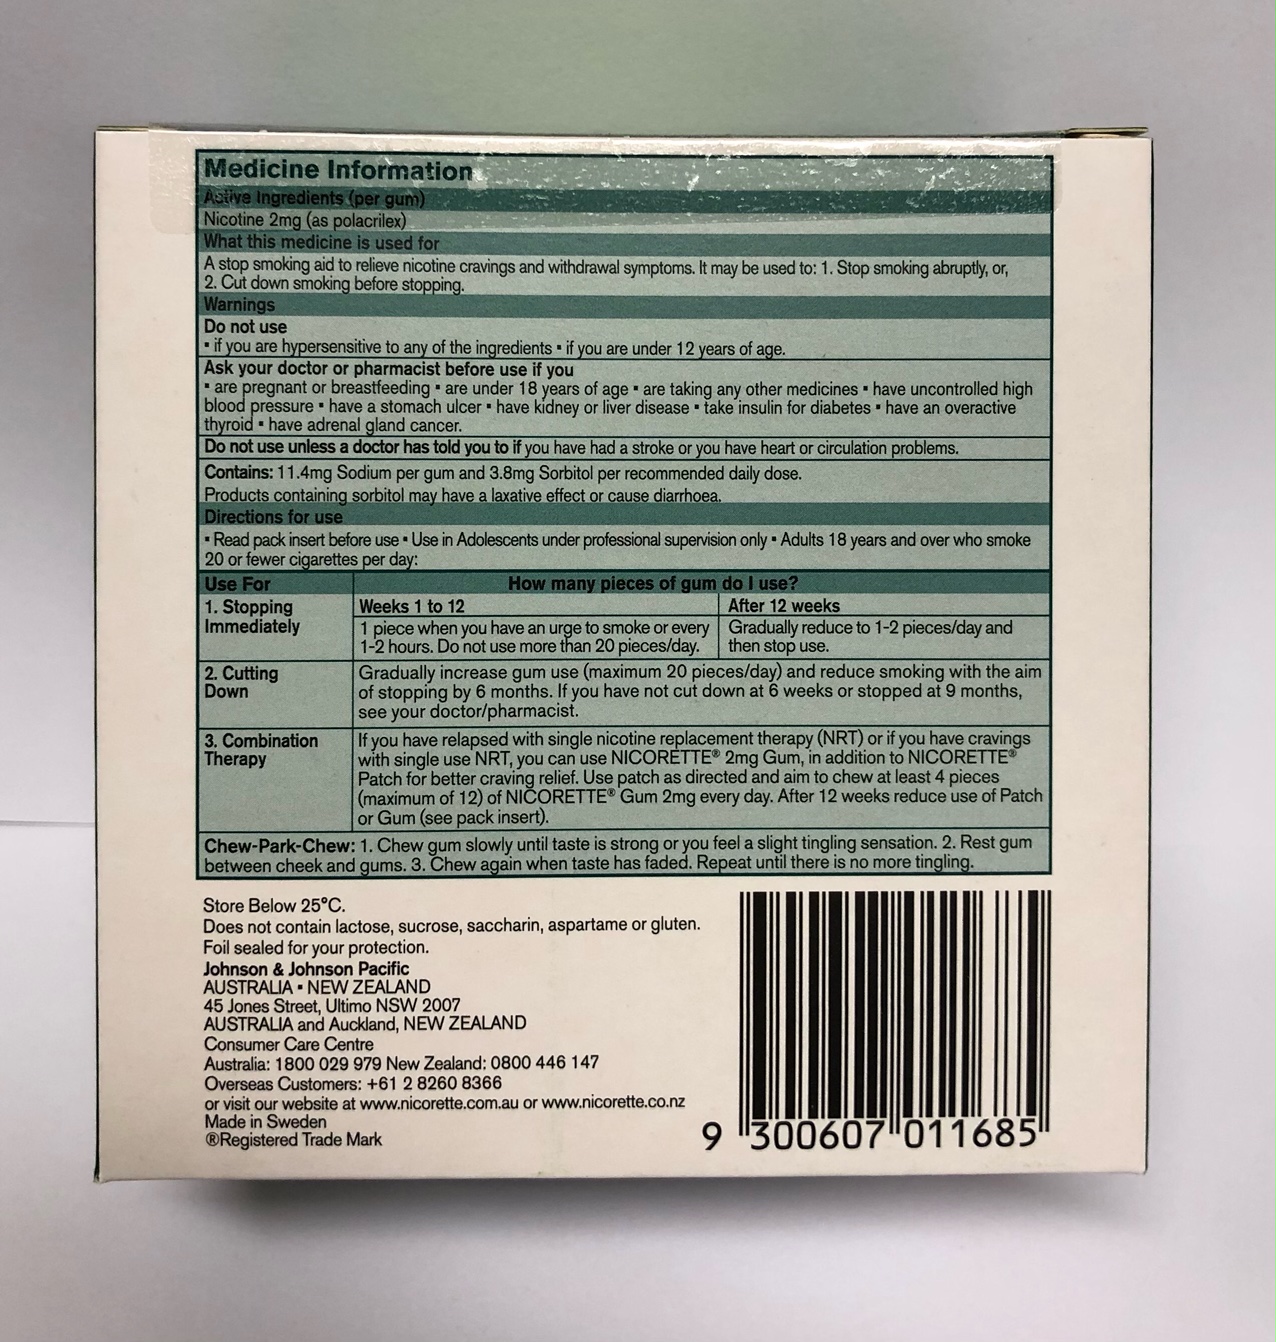 Medicine Information
Active Ingredients (per gum)
Nicotine 2mg (as polacrilex)
What this medicine is used for
A stop smoking aid to relieve nicotine cravings and withdrawal symptoms. It may be used to: 1. Stop smoking abruptly, or,
2. Cut down smoking before stopping.
Warnings
Do not use
▪ if you are hypersensitive to any of the ingredients ▪ if you are under 12 years of age.
Ask your doctor or pharmacist before use if you
▪ are pregnant or breastfeeding ▪ are under 18 years of age ▪ are taking any other medicines ▪ have uncontrolled high
blood pressure ▪ have a stomach ulcer ▪ have kidney or liver disease ▪ take insulin for diabetes ▪ have an overactive
thyroid ▪ have adrenal gland cancer.
Do not use unless a doctor has told you to if you have had a stroke or you have heart or circulation problems.
Contains: 11.4mg Sodium per gum and 3.8mg Sorbitol per recommended daily dose.
Products containing sorbitol may have a laxative effect or cause diarrhoea.
Directions for use
▪ Read pack insert before use ▪ Use in Adolescents under professional supervision only ▪ Adults 18 years and over who smoke
20 or fewer cigarettes per day:
Use For
How many pieces of gum do I use?
1. Stopping
Immediately
Weeks 1 to 12
1 piece when you have an urge to smoke or every
1-2 hours. Do not use more than 20 pieces/day.
After 12 weeks
Gradually reduce to 1-2 pieces/day and
then stop use.
2. Cutting
Down
Gradually increase gum use (maximum 20 pieces/day) and reduce smoking with the aim
of stopping by 6 months. If you have not cut down at 6 weeks or stopped at 9 months,
see your doctor/pharmacist.
3. Combination
Therapy
If you have relapsed with single nicotine replacement therapy (NRT) or if you have cravings
with single use NRT, you can use NICORETTE® 2mg Gum, in addition to NICORETTE®
Patch for better craving relief. Use patch as directed and aim to chew at least 4 pieces
(maximum of 12) of NICORETTE® Gum 2mg every day. After 12 weeks reduce use of Patch
or Gum (see pack insert).
Chew-Park-Chew: 1. Chew gum slowly until taste is strong or you feel a slight tingling sensation. 2. Rest gum
between cheek and gums. 3. Chew again when taste has faded. Repeat until there is no more tingling.
Store Below 25°C.
Does not contain lactose, sucrose, saccharin, aspartame or gluten.
Foil sealed for your protection.
Johnson & Johnson Pacific
AUSTRALIA ▪ NEW ZEALAND
45 Jones Street, Ultimo NSW 2007
AUSTRALIA and Auckland, NEW ZEALAND
Consumer Care Centre
Australia: 1800 029 979 New Zealand: 0800 446 147
Overseas Customers: +61 2 8260 8366
or visit our website at www.nicorette.com.au or www.nicorette.co.nz
Made in Sweden
®Registered Trade Mark
9 300607 011685